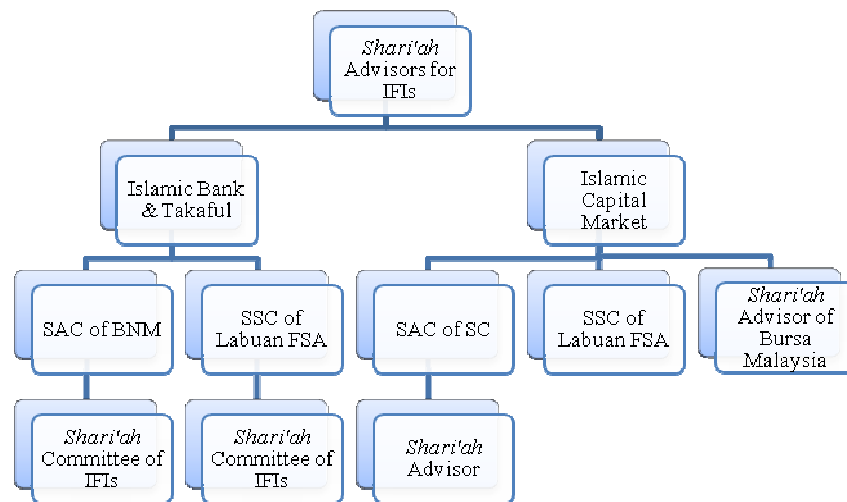 Shari'ah
Advisors for
IFIs
Islamic Bank
& Takaful
Islamic
Capital
Market
SAC of BNM
SSC of
Labuan FSA
SAC of SC
SSC of
Labuan FSA
Shari'ah
Advisor of
Bursa
Malaysia
Shari'ah
Committee of
IFIs
Shari'ah
Committee of
IFIs
Shari'ah
Advisor